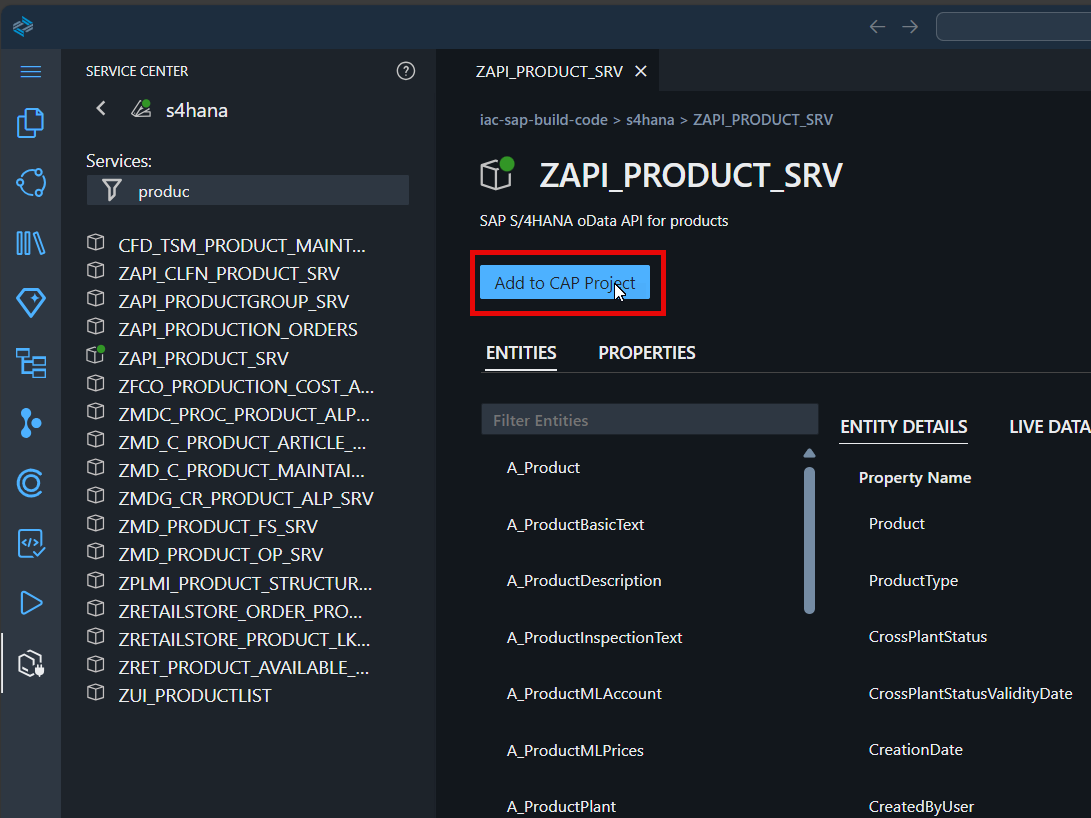 SERVICE CENTER
s4hana
Services:
produc
CFD_TSM_PRODUCT_MAINT...
ZAPI_CLFN_PRODUCT_SRV
ZAPI_PRODUCTGROUP_SRV
ZAPI_PRODUCTION_ORDERS
ZAPI_PRODUCT_SRV
ZFCO_PRODUCTION_COST_A...
ZMDC_PROC_PRODUCT_ALP...
ZMD_C_PRODUCT_ARTICLE_...
ZMD_C_PRODUCT_MAINTAI...
ZMDG_CR_PRODUCT_ALP_SRV
ZMD_PRODUCT_FS_SRV
ZMD_PRODUCT_OP_SRV
ZPLMI_PRODUCT_STRUCTUR...
ZRETAILSTORE_ORDER_PRO...
ZRETAILSTORE_PRODUCT_LK...
ZRET_PRODUCT_AVAILABLE_...
ZUI_PRODUCTLIST
ZAPI_PRODUCT_SRV
iac-sap-build-code > s4hana > ZAPI_PRODUCT_SRV
ZAPI_PRODUCT_SRV
SAP S/4HANA oData API for products
Add to CAP Project
ENTITIES PROPERTIES
Filter Entities
A_Product
A_ProductBasicText
A_ProductDescription
A_ProductInspectionText
A_ProductMLAccount
A_ProductMLPrices
A_ProductPlant
ENTITY DETAILS LIVE DATA
Property Name
Product
ProductType
CrossPlantStatus
CrossPlantStatusValidityDate
CreationDate
CreatedByUser